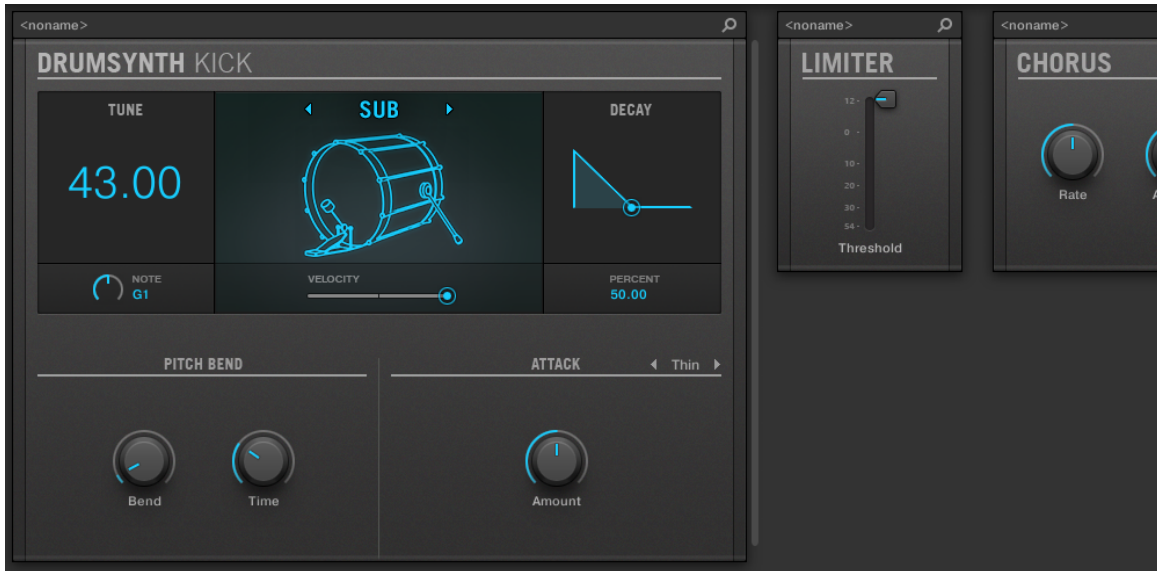 <noname>
DRUMSYNTH KICK
TUNE
SUB
DECAY
43.00
NOTE
G1
VELOCITY
PERCENT
50.00
PITCH BEND
ATTACK
Thin
Bend
Time
Amount
<noname>
LIMITER
12-
0 -
10-
20-
30-
54-
Threshold
<noname>
CHORUS
Rate